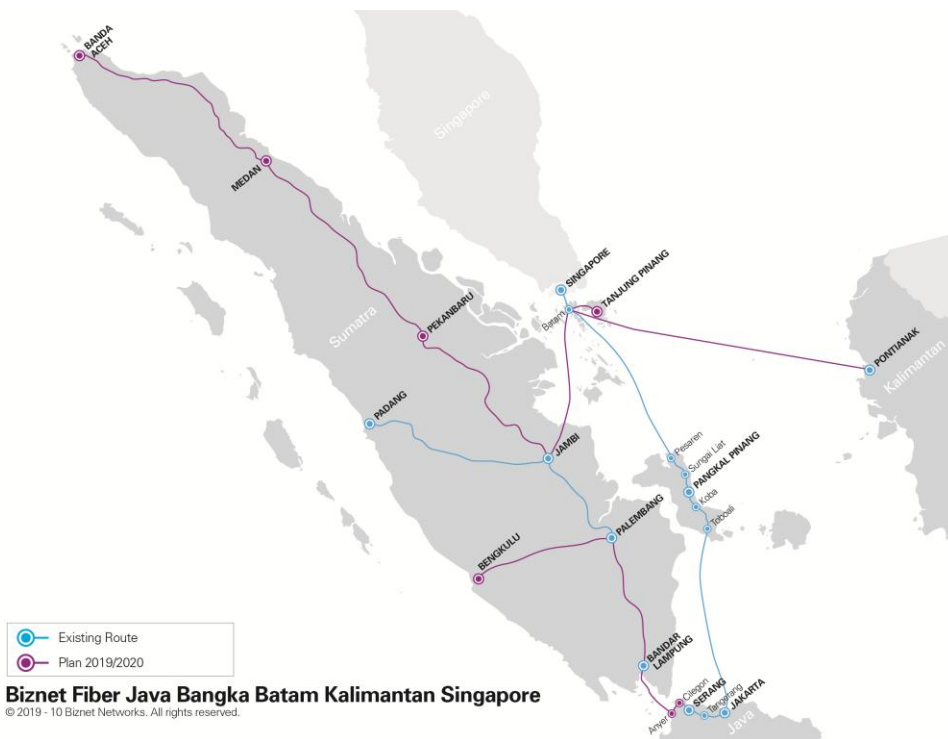 BANDA
ACEH
Singapore
MEDAN
SINGAPORE
TANJUNG PINANG
Batam
Sumatra
PEKANBARU
PONTIANAK
Kalimantan
PADANG
JAMBI
Pesaren
Sungai Liat
PANGKAL PINANG
Koba
Toboali
PALEMBANG
BENGKULU
Existing Route
Plan 2019/2020
BANDAR
LAMPUNG
Cilegon
SERANG
Tangerang
JAKARTA
Anyer
Java
Biznet Fiber Java Bangka Batam Kalimantan Singapore
© 2019 - 10 Biznet Networks. All rights reserved.